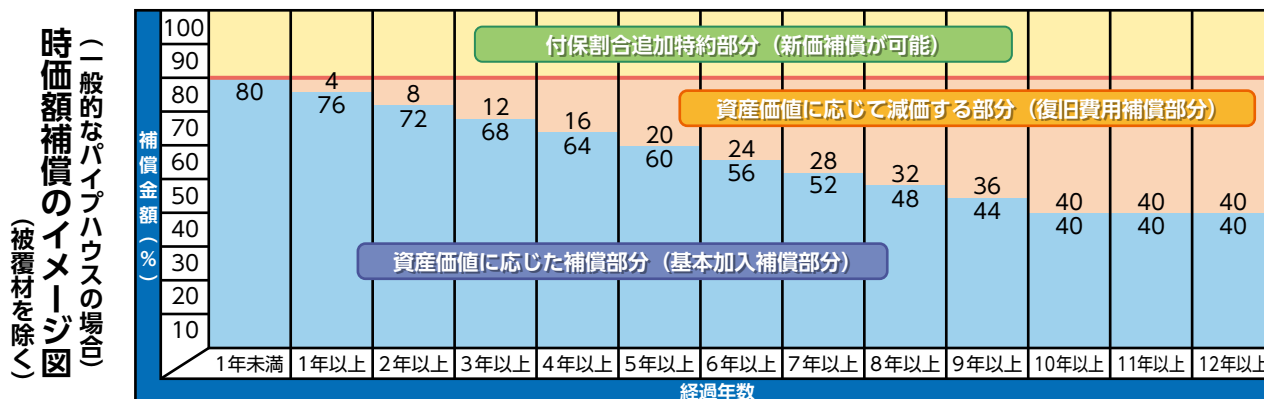 (一般的なパイプハウスの場合)
時価額補償のイメージ図
(被覆材を除く)
補償金額(%)
100
90
80
70
60
50
40
30
20
10
付保割合追加特約部分(新価補償が可能)
資産価値に応じて減価する部分(復旧費用補償部分)
資産価値に応じた補償部分(基本加入補償部分)
4 8 12 16 20 24 28 32 36 40 40 40
80 76 72 68 64 60 56 52 48 44 40 40 40
1年未満 1年以上 2年以上 3年以上 4年以上 5年以上 6年以上 7年以上 8年以上 9年以上 10年以上 11年以上 12年以上
経過年数